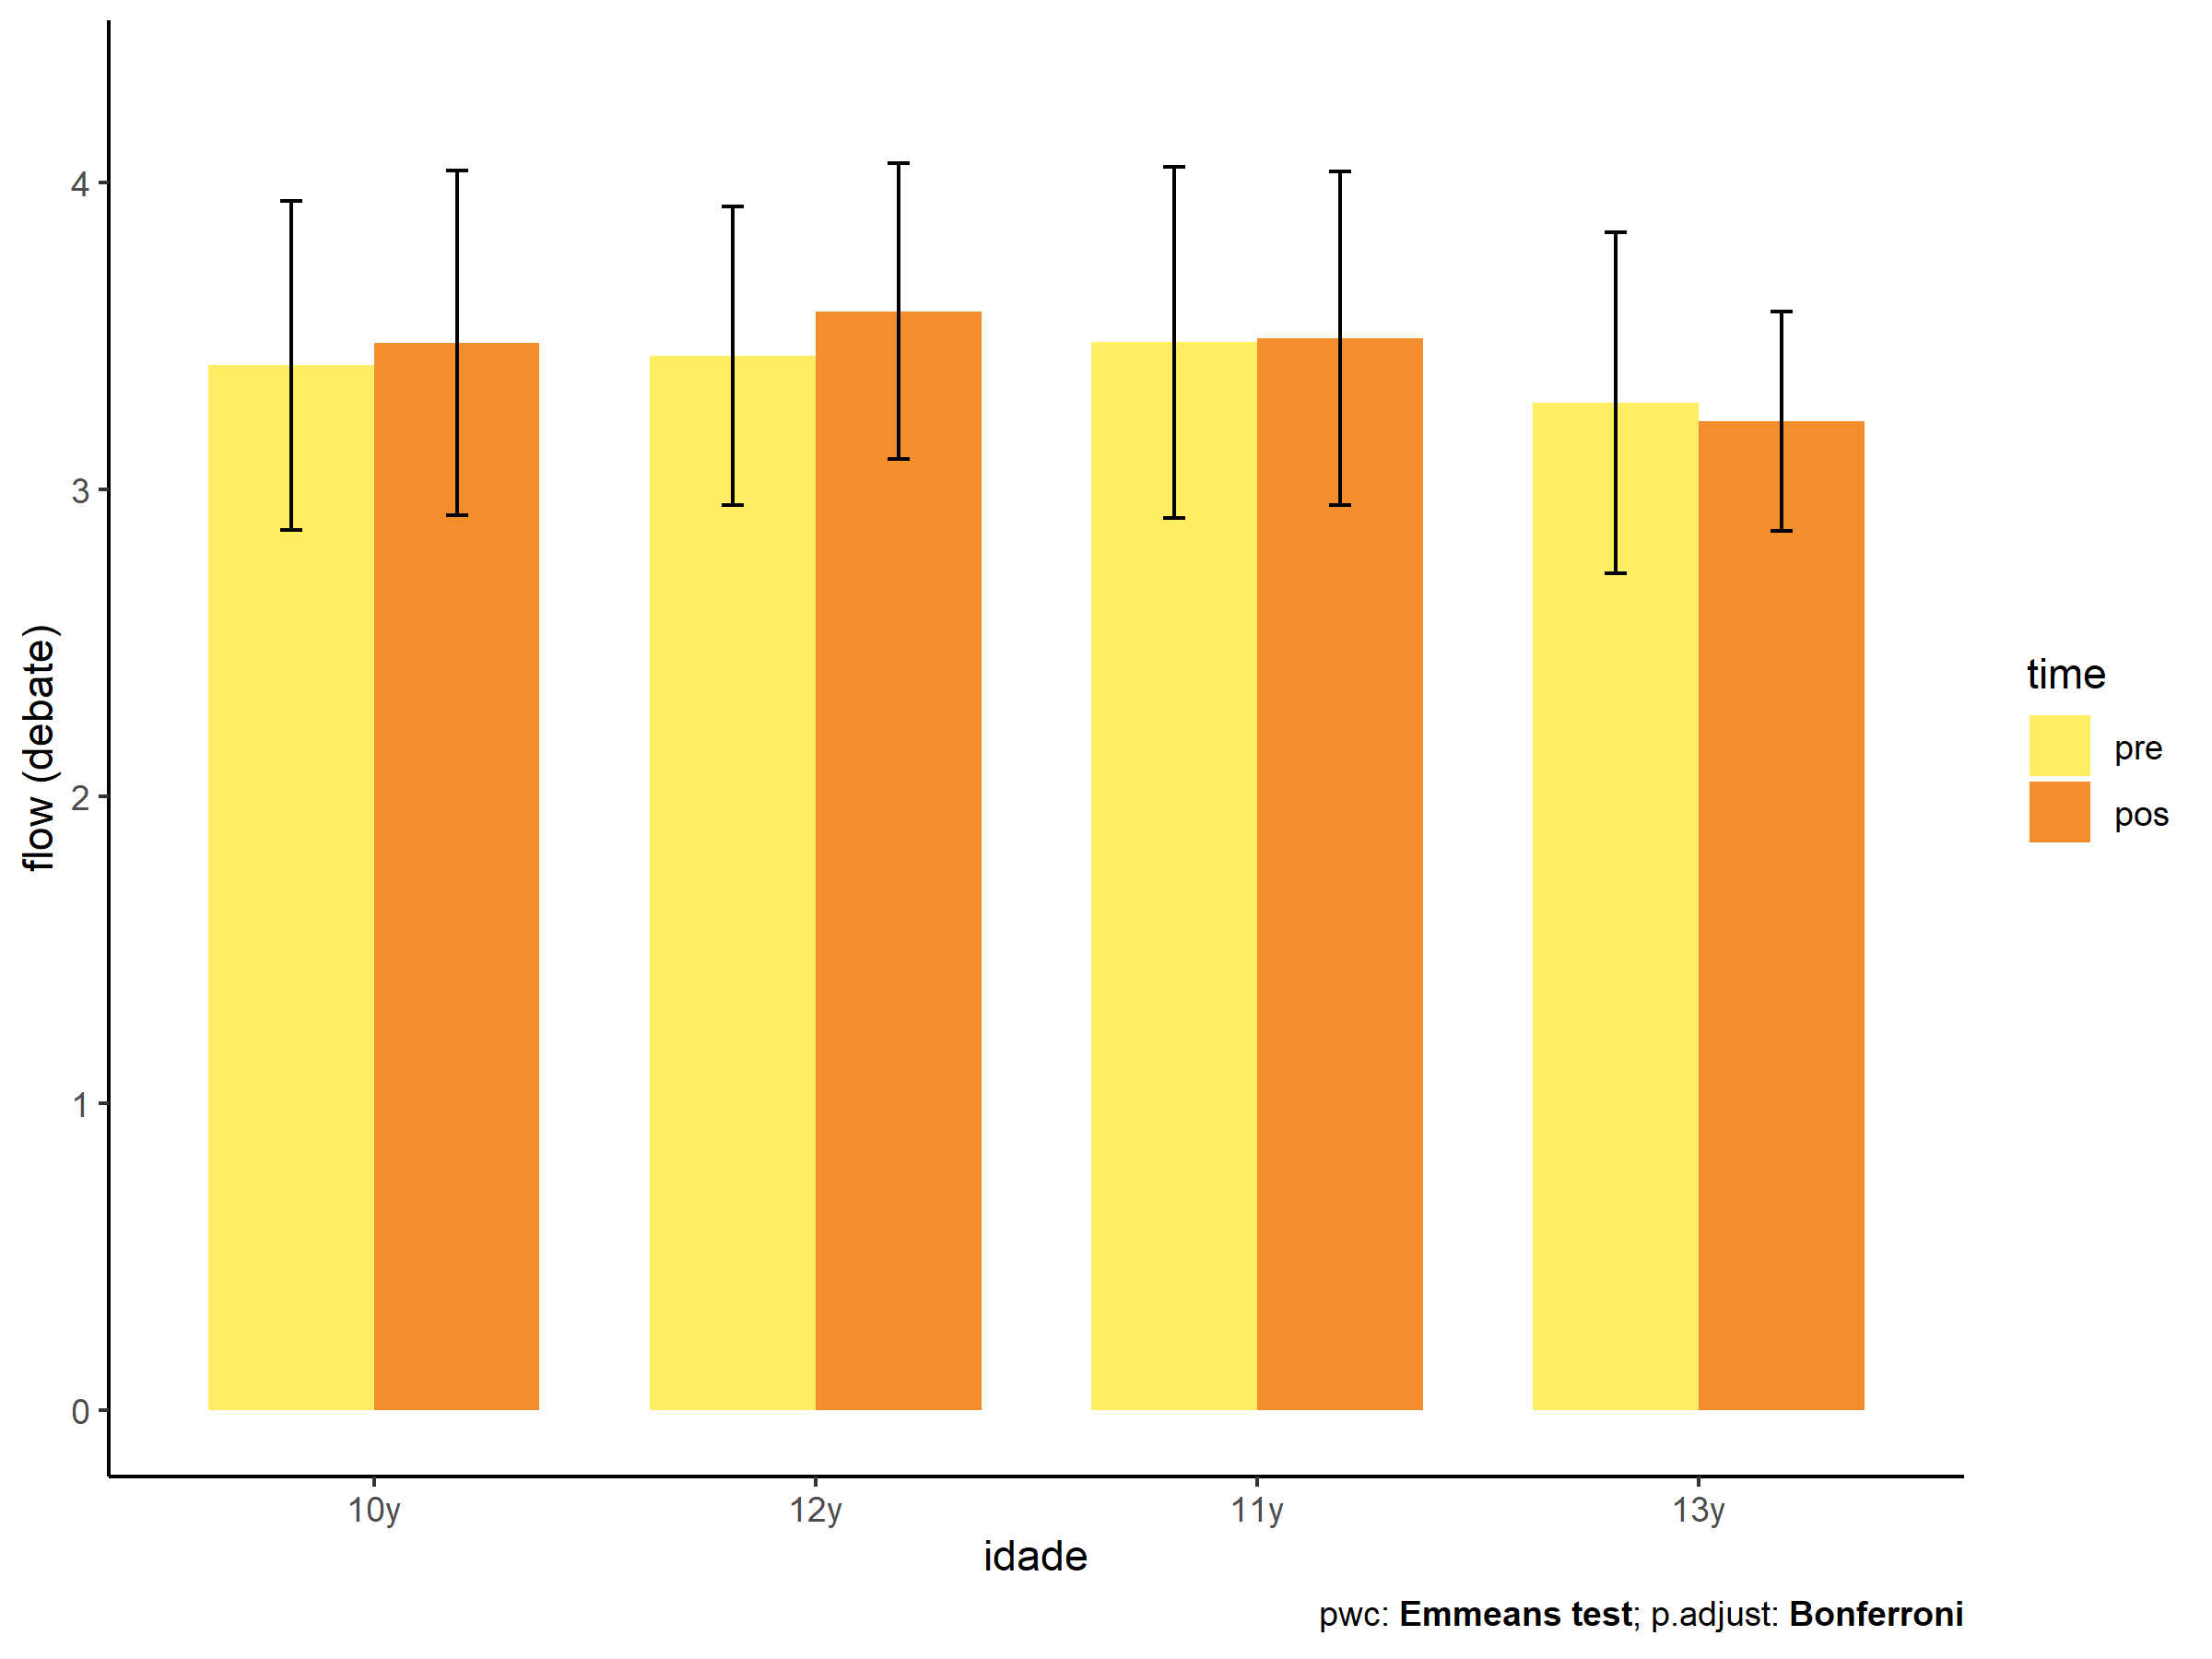 flow (debate)
4
3
2
1
0
10y
12y
11y
13y
idade
time
pre
pos
pwc: Emmeans test; p.adjust: Bonferroni